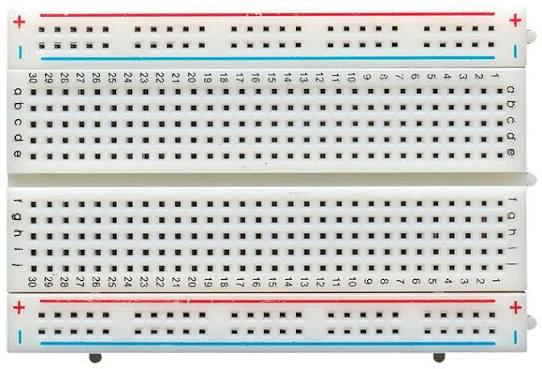 + +
− −
30 29 28 27 26 25 24 23 22 21 20 19 18 17 16 15 14 13 12 11 10 9 8 7 6 5 4 3 2 1
a a
b b
c c
d d
e e
f f
g g
h h
i i
j j
30 29 28 27 26 25 24 23 22 21 20 19 18 17 16 15 14 13 12 11 10 9 8 7 6 5 4 3 2 1
+ +
− −